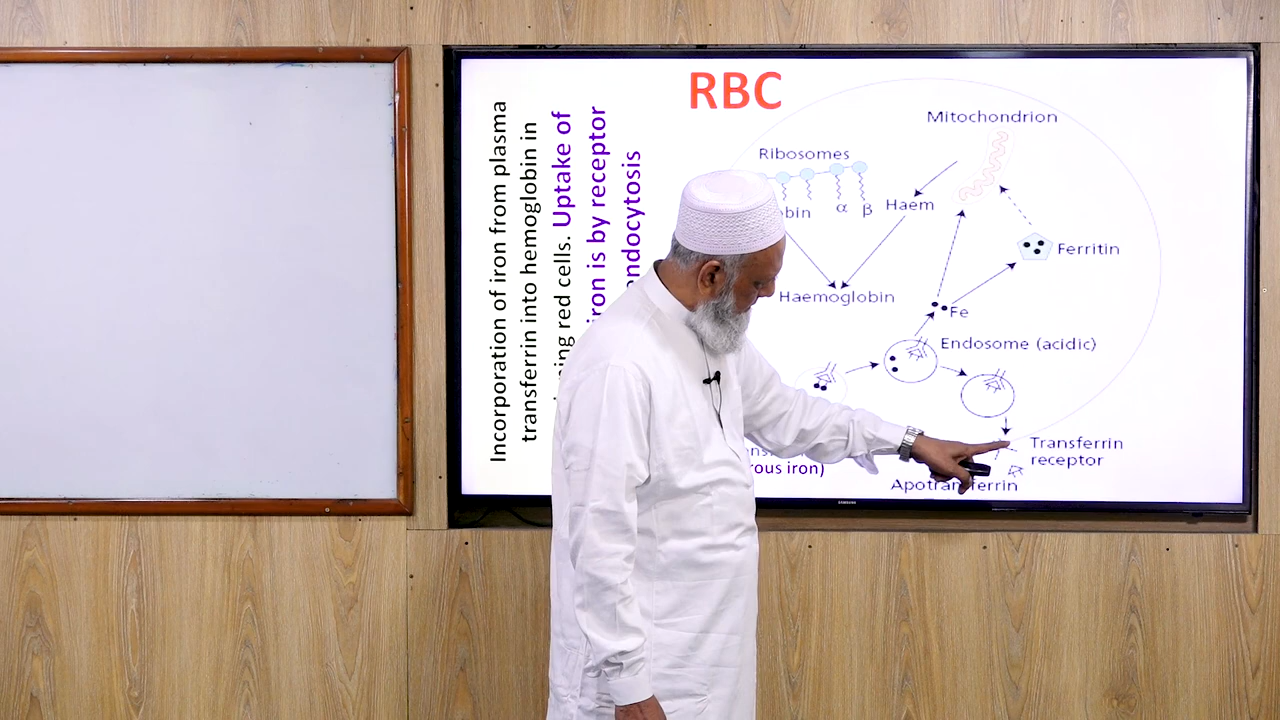 RBC
Incorporation of iron from plasma
transferrin into hemoglobin in
red cells. Uptake of
iron is by receptor
endocytosis
Mitochondrion
Ribosomes
α β
Haem
Ferritin
Haemoglobin
Fe
Endosome (acidic)
Transferrin
receptor
iron)
Apotransferrin
SAMSUNG